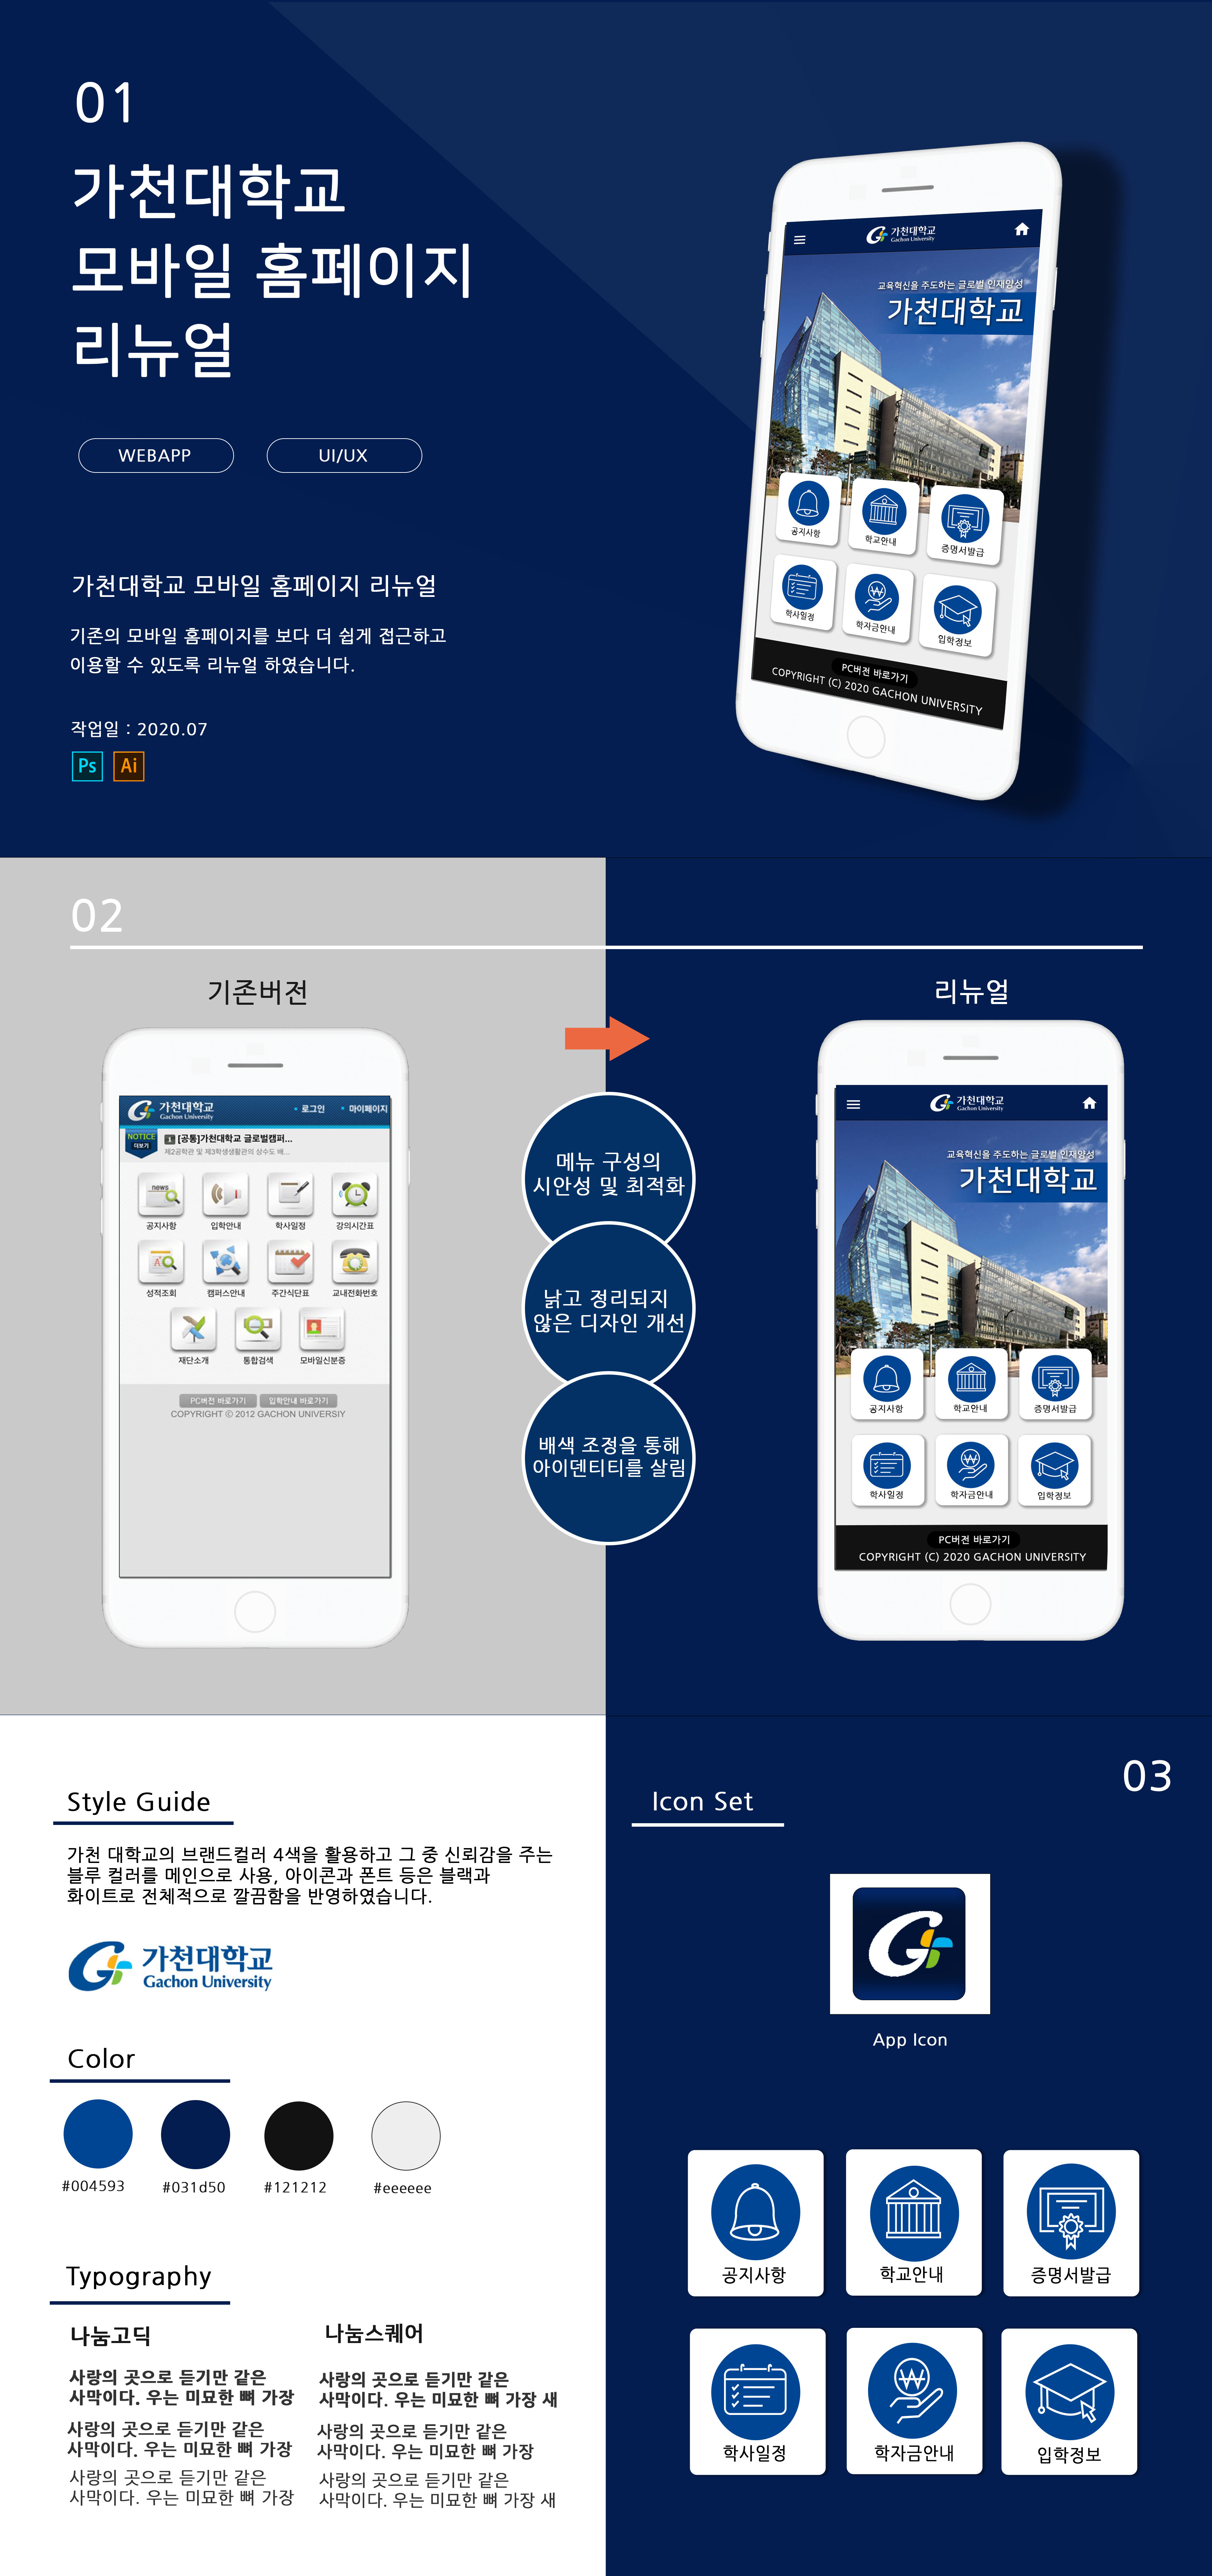 01
가천대학교
모바일 홈페이지
리뉴얼
WEBAPP
UI/UX
가천대학교 모바일 홈페이지 리뉴얼
기존의 모바일 홈페이지를 보다 더 쉽게 접근하고
이용할 수 있도록 리뉴얼 하였습니다.
작업일 : 2020.07
Ps
Ai
가천대학교
Gachon University
교육혁신을 주도하는 글로벌 인재양성
가천대학교
공지사항
학교안내
증명서발급
학사일정
학자금안내
입학정보
PC버전 바로가기
COPYRIGHT (C) 2020 GACHON UNIVERSITY
02
기존버전
가천대학교
Gachon University
로그인
마이페이지
NOTICE
더보기
1 [공통]가천대학교 글로벌캠퍼...
제2공학관 및 제3학생생활관의 상수도 배...
news
공지사항
입학안내
학사일정
강의시간표
성적조회
캠퍼스안내
주간식단표
교내전화번호
재단소개
통합검색
모바일신분증
PC버전 바로가기
입학안내 바로가기
COPYRIGHT © 2012 GACHON UNIVERSIY
메뉴 구성의
시안성 및 최적화
낡고 정리되지
않은 디자인 개선
배색 조정을 통해
아이덴티티를 살림
리뉴얼
가천대학교
Gachon University
교육혁신을 주도하는 글로벌 인재양성
가천대학교
공지사항
학교안내
증명서발급
학사일정
학자금안내
입학정보
PC버전 바로가기
COPYRIGHT (C) 2020 GACHON UNIVERSITY
Style Guide
가천 대학교의 브랜드컬러 4색을 활용하고 그 중 신뢰감을 주는
블루 컬러를 메인으로 사용, 아이콘과 폰트 등은 블랙과
화이트로 전체적으로 깔끔함을 반영하였습니다.
가천대학교
Gachon University
Color
#004593
#031d50
#121212
#eeeeee
Typography
나눔고딕
사랑의 곳으로 듣기만 같은
사막이다. 우는 미묘한 뼈 가장
사랑의 곳으로 듣기만 같은
사막이다. 우는 미묘한 뼈 가장
사랑의 곳으로 듣기만 같은
사막이다. 우는 미묘한 뼈 가장
나눔스퀘어
사랑의 곳으로 듣기만 같은
사막이다. 우는 미묘한 뼈 가장 새
사랑의 곳으로 듣기만 같은
사막이다. 우는 미묘한 뼈 가장
사랑의 곳으로 듣기만 같은
사막이다. 우는 미묘한 뼈 가장 새
03
Icon Set
App Icon
공지사항
학교안내
증명서발급
학사일정
학자금안내
입학정보